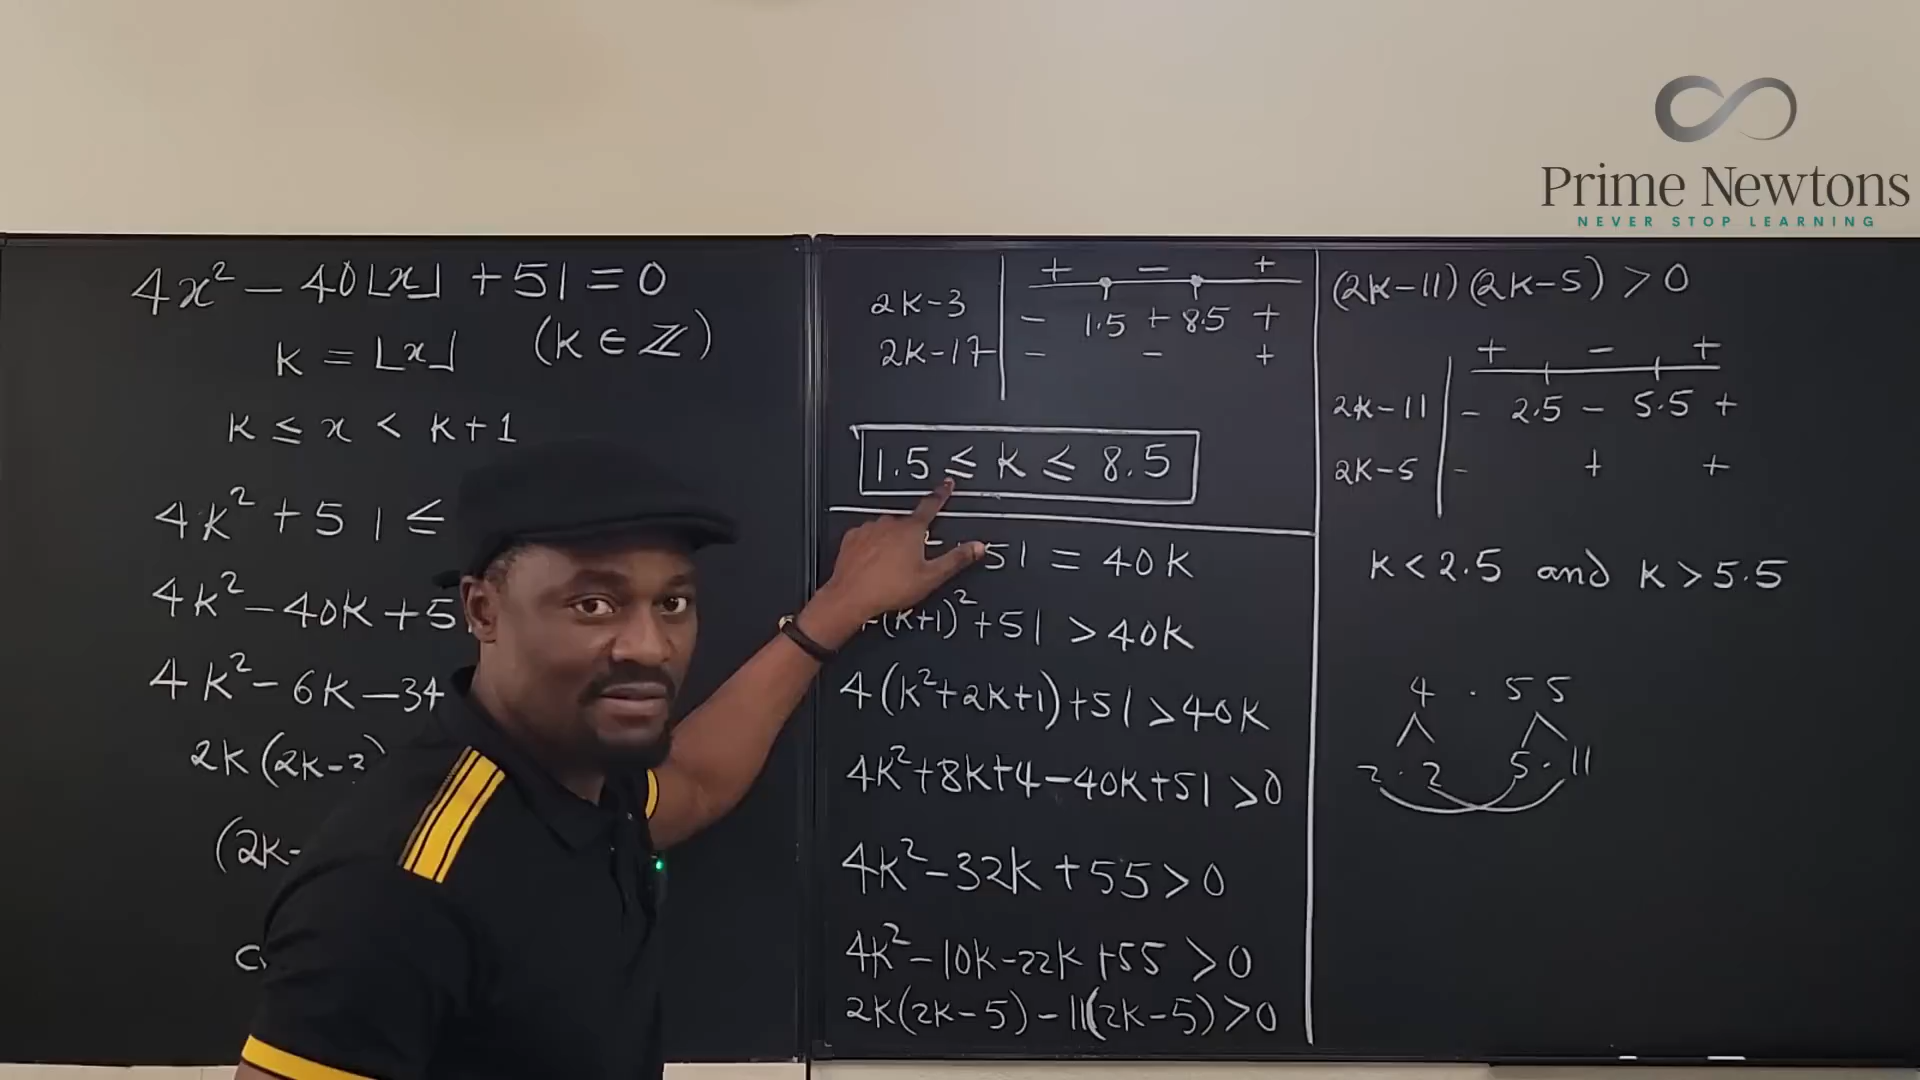 Prime Newtons
NEVER STOP LEARNING
4x² - 40⌊x⌋ + 51 = 0
k = ⌊x⌋ (k ∈ ℤ)
k ≤ x < k+1
4k² + 51 ≤
4k² - 40k + 5
4k² - 6k - 34
2k(2k-3)
(2k-
+ - +
2k-3 - 1.5 + 8.5 +
2k-17 - - +
1.5 ≤ k ≤ 8.5
² + 51 = 40k
(k+1)² + 51 > 40k
4(k²+2k+1)+51 > 40k
4k²+8k+4-40k+51 > 0
4k² - 32k + 55 > 0
4k² - 10k - 22k + 55 > 0
2k(2k-5) - 11(2k-5) > 0
(2k-11)(2k-5) > 0
+ - +
2k-11 - 2.5 - 5.5 +
2k-5 - + +
k < 2.5 and k > 5.5
4 · 55
2 · 2 5 · 11